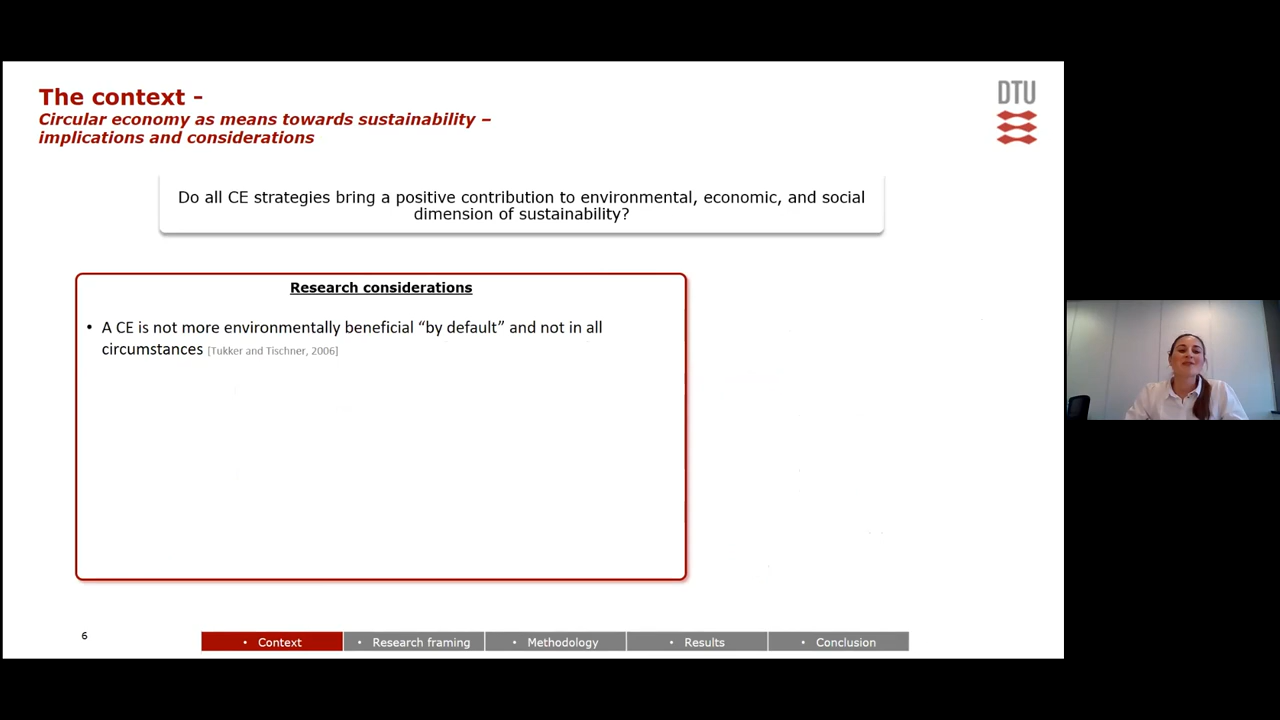 The context -
Circular economy as means towards sustainability –
implications and considerations
DTU
Do all CE strategies bring a positive contribution to environmental, economic, and social
dimension of sustainability?
Research considerations
• A CE is not more environmentally beneficial “by default” and not in all
circumstances [Tukker and Tischner, 2006]
6
• Context
• Research framing
• Methodology
• Results
• Conclusion